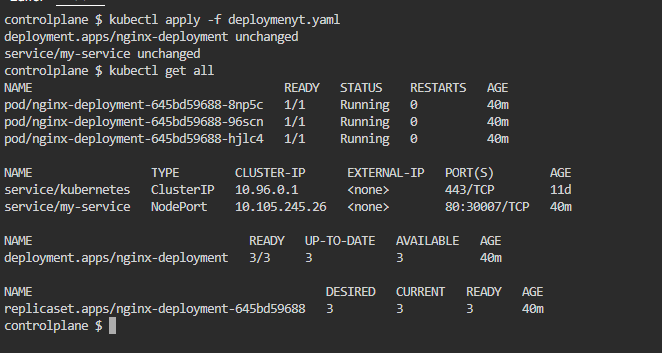 controlplane $ kubectl apply -f deploymenyt.yaml
deployment.apps/nginx-deployment unchanged
service/my-service unchanged
controlplane $ kubectl get all
NAME READY STATUS RESTARTS AGE
pod/nginx-deployment-645bd59688-8np5c 1/1 Running 0 40m
pod/nginx-deployment-645bd59688-96scn 1/1 Running 0 40m
pod/nginx-deployment-645bd59688-hjlc4 1/1 Running 0 40m
NAME TYPE CLUSTER-IP EXTERNAL-IP PORT(S) AGE
service/kubernetes ClusterIP 10.96.0.1 <none> 443/TCP 11d
service/my-service NodePort 10.105.245.26 <none> 80:30007/TCP 40m
NAME READY UP-TO-DATE AVAILABLE AGE
deployment.apps/nginx-deployment 3/3 3 3 40m
NAME DESIRED CURRENT READY AGE
replicaset.apps/nginx-deployment-645bd59688 3 3 3 40m
controlplane $